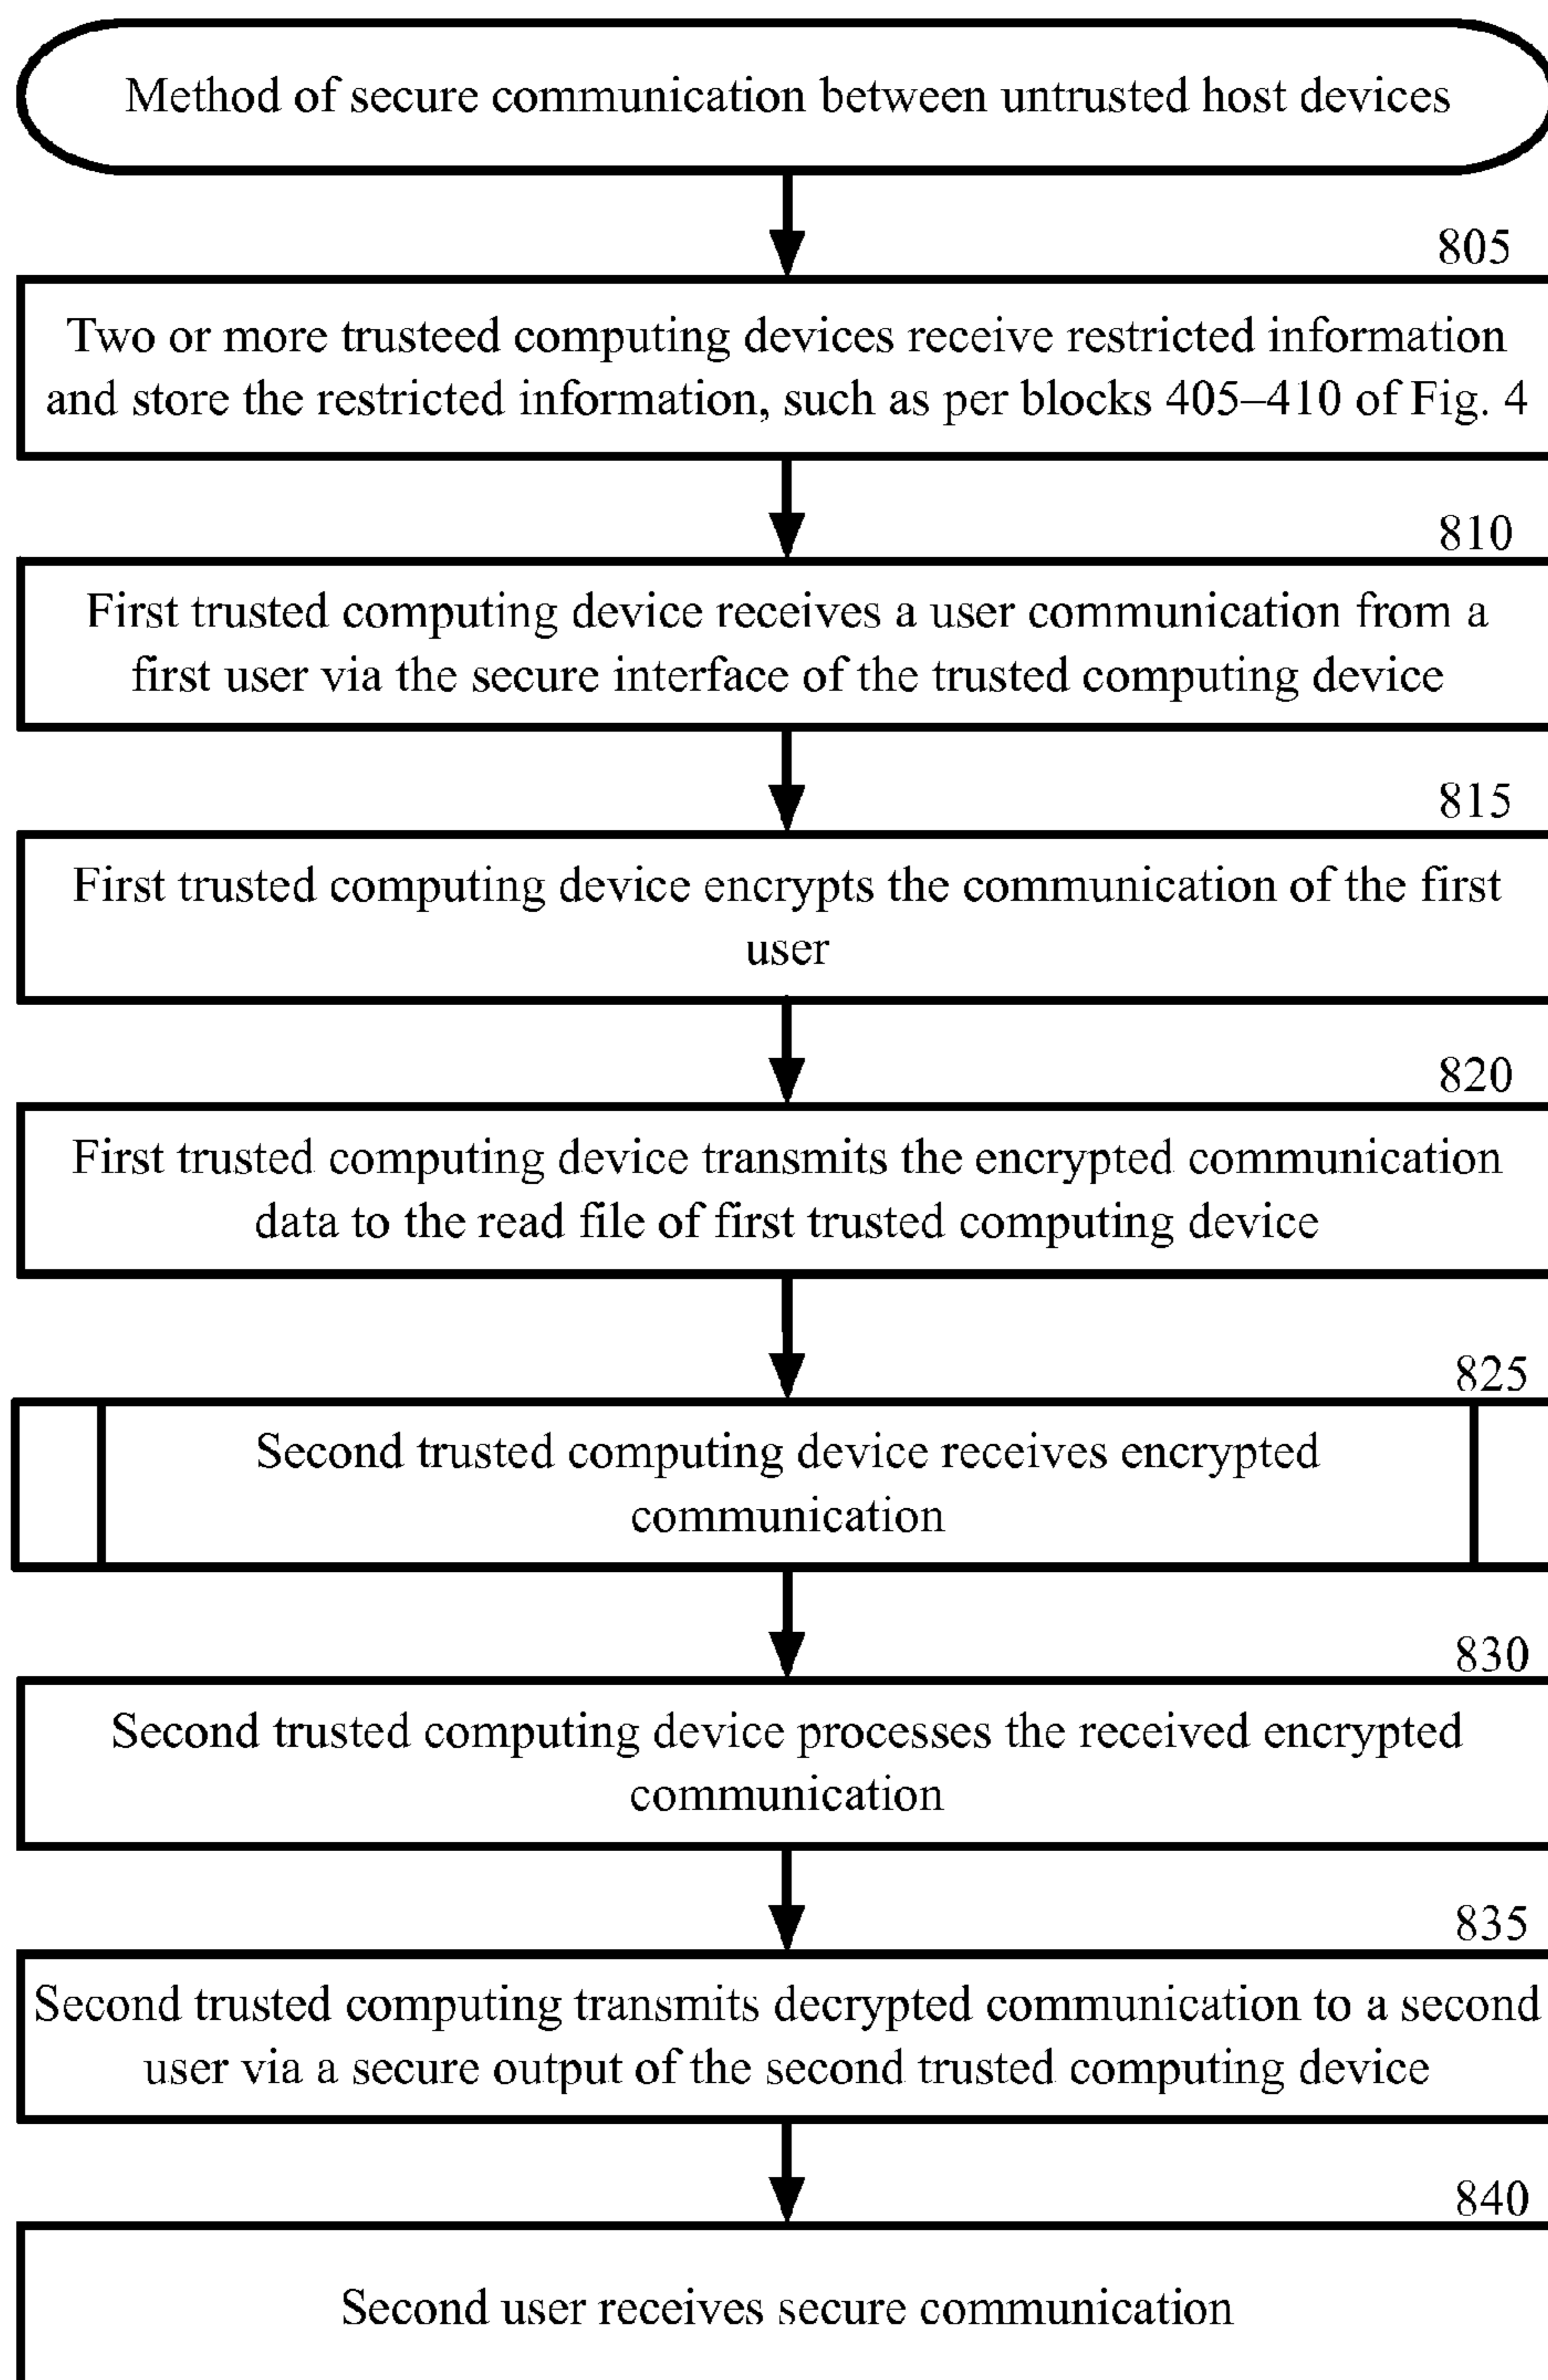 Method of secure communication between untrusted host devices
805
Two or more trusteed computing devices receive restricted information
and store the restricted information, such as per blocks 405–410 of Fig. 4
810
First trusted computing device receives a user communication from a
first user via the secure interface of the trusted computing device
815
First trusted computing device encrypts the communication of the first
user
820
First trusted computing device transmits the encrypted communication
data to the read file of first trusted computing device
825
Second trusted computing device receives encrypted
communication
830
Second trusted computing device processes the received encrypted
communication
835
Second trusted computing transmits decrypted communication to a second
user via a secure output of the second trusted computing device
840
Second user receives secure communication